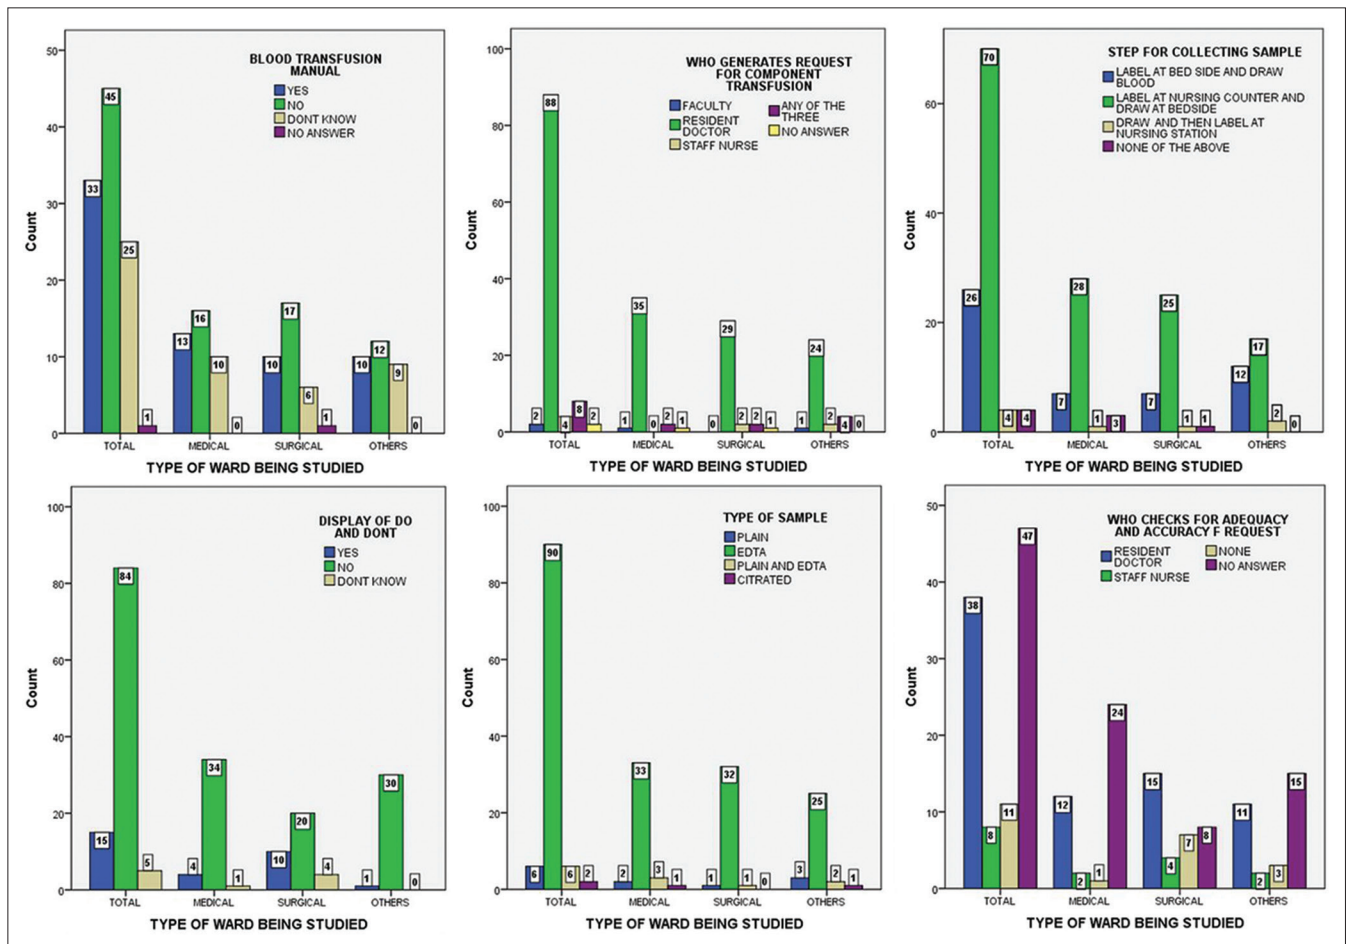 BLOOD TRANSFUSION
MANUAL
YES
NO
DONT KNOW
NO ANSWER
Count
50
40
30
20
10
0
33
45
25
1
13
16
10
0
10
17
6
1
10
12
9
0
TOTAL MEDICAL SURGICAL OTHERS
TYPE OF WARD BEING STUDIED
WHO GENERATES REQUEST
FOR COMPONENT
TRANSFUSION
FACULTY
RESIDENT
DOCTOR
STAFF NURSE
ANY OF THE
THREE
NO ANSWER
Count
100
80
60
40
20
0
2
88
4
8
2
1
35
0
2
1
0
29
2
2
1
1
24
2
4
0
TOTAL MEDICAL SURGICAL OTHERS
TYPE OF WARD BEING STUDIED
STEP FOR COLLECTING SAMPLE
LABEL AT BED SIDE AND DRAW
BLOOD
LABEL AT NURSING COUNTER AND
DRAW AT BEDSIDE
DRAW AND THEN LABEL AT
NURSING STATION
NONE OF THE ABOVE
Count
60
40
20
0
26
70
4
4
7
28
1
3
7
25
1
1
12
17
2
0
TOTAL MEDICAL SURGICAL OTHERS
TYPE OF WARD BEING STUDIED
DISPLAY OF DO
AND DONT
YES
NO
DONT KNOW
Count
100
80
60
40
20
0
15
84
5
4
34
1
10
20
4
1
30
0
TOTAL MEDICAL SURGICAL OTHERS
TYPE OF WARD BEING STUDIED
TYPE OF SAMPLE
PLAIN
EDTA
PLAIN AND EDTA
CITRATED
Count
100
80
60
40
20
0
6
90
6
2
2
33
3
1
1
32
1
0
3
25
2
1
TOTAL MEDICAL SURGICAL OTHERS
TYPE OF WARD BEING STUDIED
WHO CHECKS FOR ADEQUACY
AND ACCURACY F REQUEST
RESIDENT
DOCTOR
STAFF NURSE
NONE
NO ANSWER
Count
50
40
30
20
10
0
38
8
11
47
12
2
1
24
15
4
7
8
11
2
3
15
TOTAL MEDICAL SURGICAL OTHERS
TYPE OF WARD BEING STUDIED